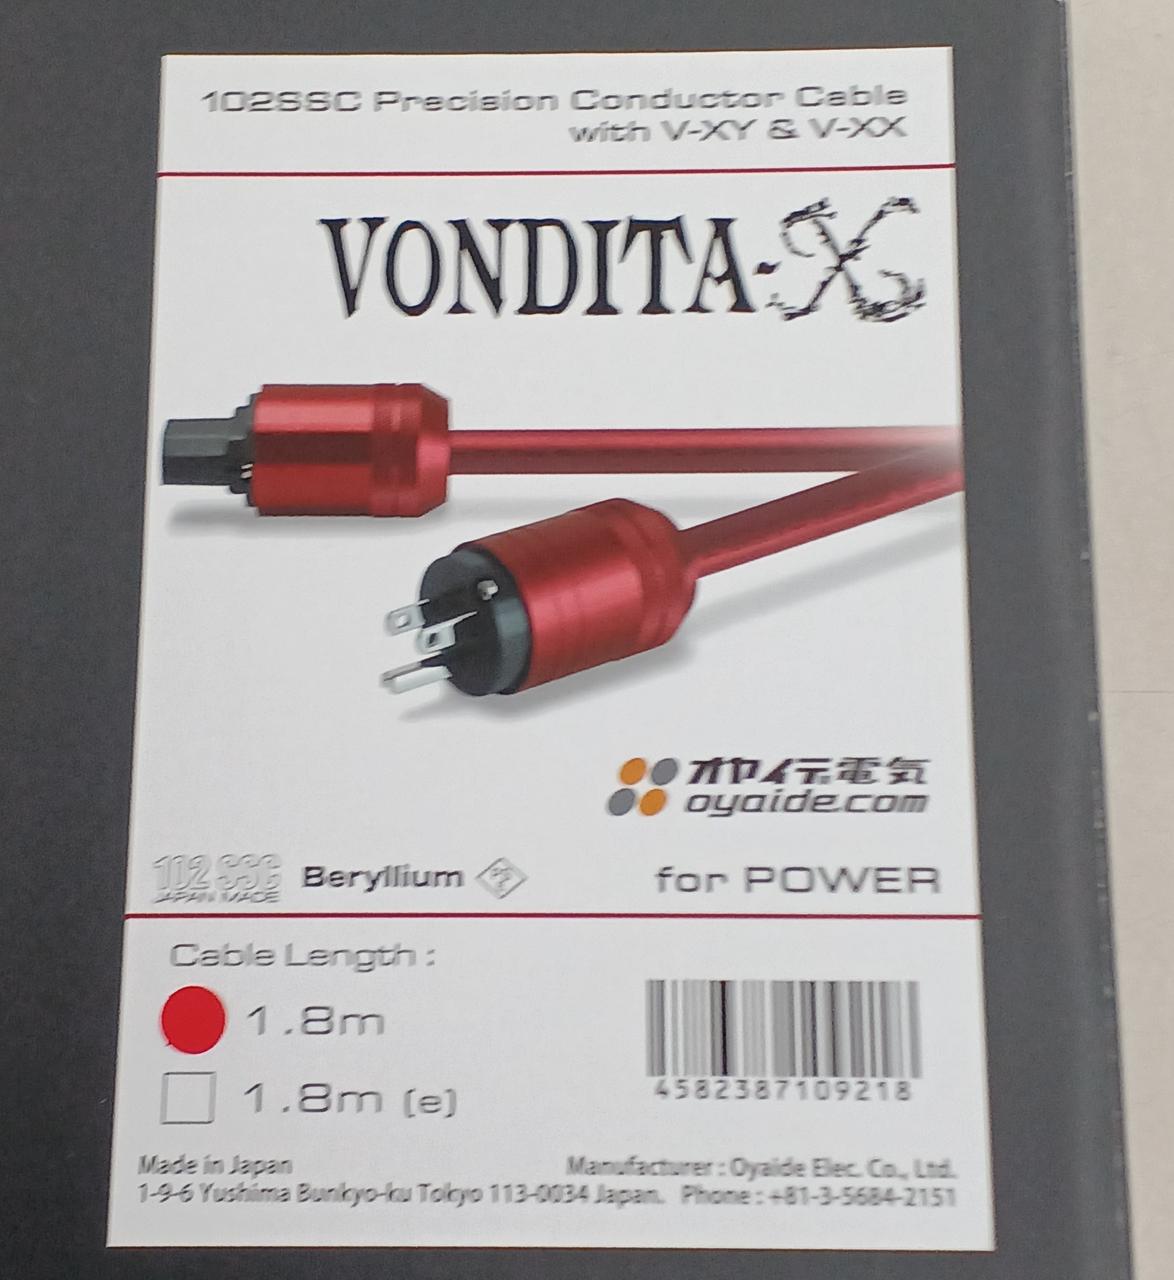 102SSC Precision Conductor Cable
with V-XY & V-XX
VONDITA-X
オヤイデ電気
oyaide.com
102 SSC
JAPAN MADE
Beryllium
for POWER
Cable Length :
1.8m
1.8m (e)
4582387109218
Made in Japan
Manufacturer : Oyaide Elec. Co., Ltd.
1-9-6 Yushima Bunkyo-ku Tokyo 113-0034 Japan. Phone : +81-3-5684-2151